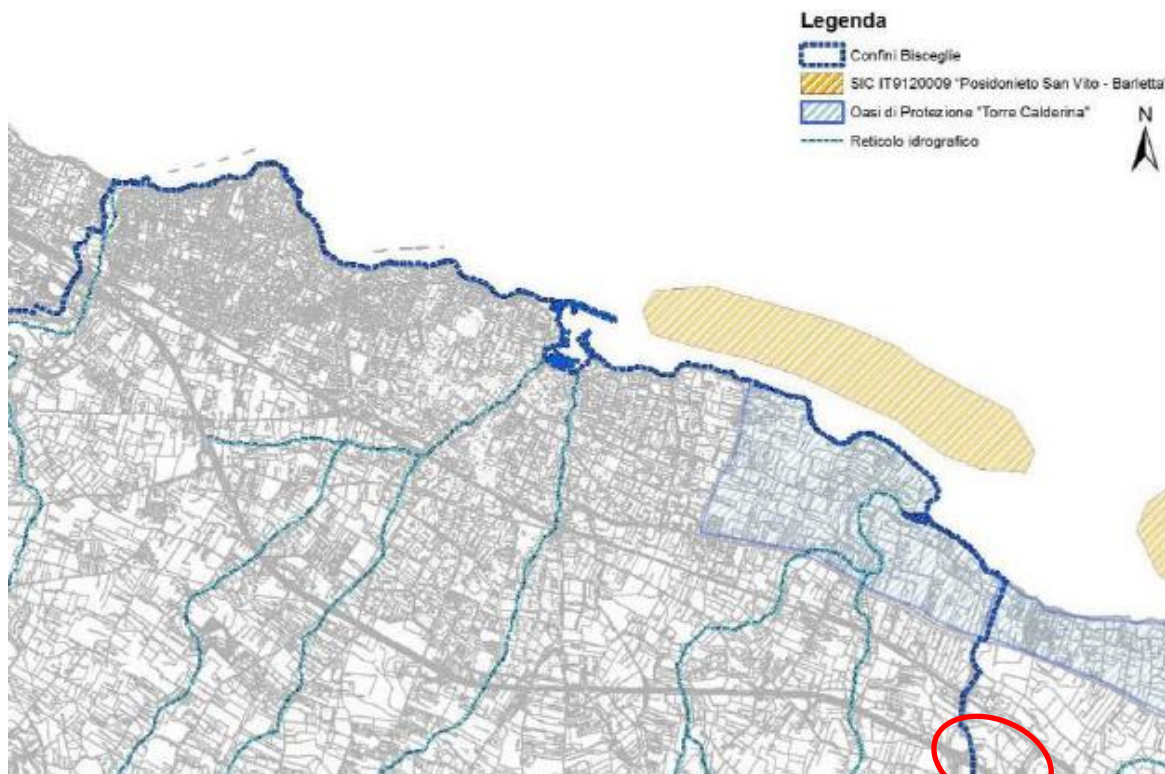 Legenda
Confini Bisceglie
SIC IT9120009 "Posidonieto San Vito - Barletta"
Oasi di Protezione "Torre Calderina"
Reticolo idrografico
N